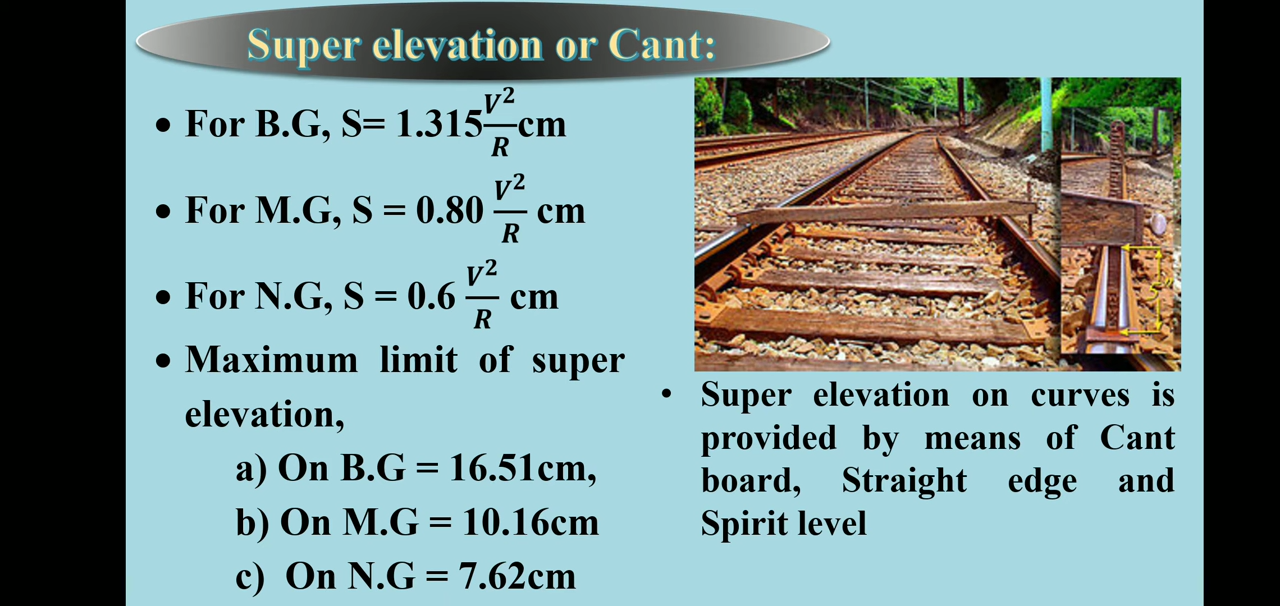 Super elevation or Cant:
• For B.G, S= 1.315 V²/R cm
• For M.G, S = 0.80 V²/R cm
• For N.G, S = 0.6 V²/R cm
• Maximum limit of super
elevation,
a) On B.G = 16.51cm,
b) On M.G = 10.16cm
c) On N.G = 7.62cm
• Super elevation on curves is
provided by means of Cant
board, Straight edge and
Spirit level